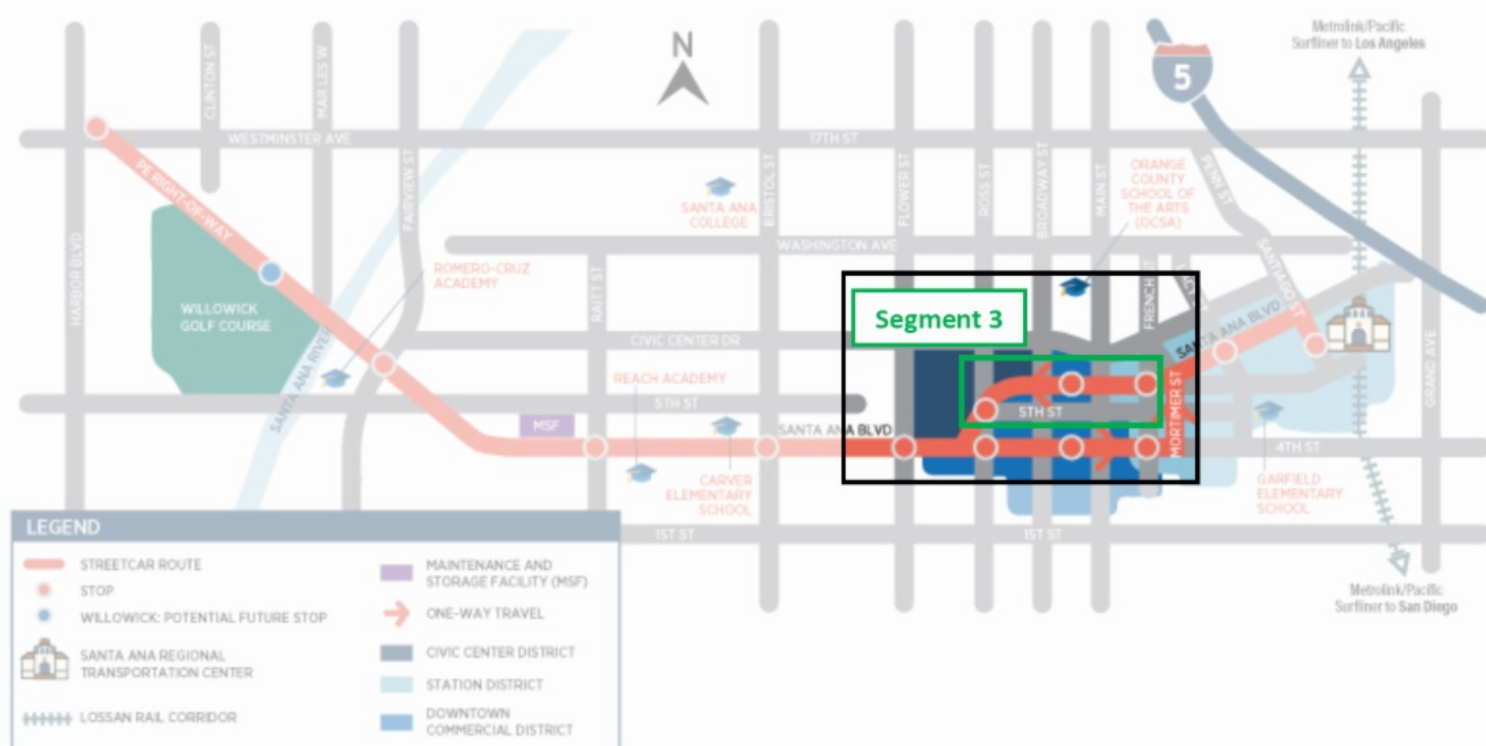 Metrolink/Pacific
Surfliner to Los Angeles
N
5
CLINTON ST
WESTMINSTER AVE
17TH ST
PE RIGHT-OF-WAY
FAIRVIEW ST
BRISTOL ST
FLOWER ST
ROSS ST
BROADWAY ST
MAIN ST
PENN ST
ORANGE
COUNTY
SCHOOL OF
THE ARTS
(OCSA)
SANTA ANA
COLLEGE
WASHINGTON AVE
HARBOR BLVD
ROMERO-CRUZ
ACADEMY
RAITT ST
FRENCH ST
SANTIAGO ST
WILLOWICK
GOLF COURSE
Segment 3
SANTA ANA BLVD
SANTA ANA RIVER
CIVIC CENTER DR
GRAND AVE
REACH ACADEMY
5TH ST
5TH ST
MORTIMER ST
MSF
SANTA ANA BLVD
4TH ST
CARVER
ELEMENTARY
SCHOOL
GARFIELD
ELEMENTARY
SCHOOL
1ST ST
1ST ST
Metrolink/Pacific
Surfliner to San Diego
LEGEND
STREETCAR ROUTE
STOP
WILLOWICK: POTENTIAL FUTURE STOP
SANTA ANA REGIONAL
TRANSPORTATION CENTER
LOSSAN RAIL CORRIDOR
MAINTENANCE AND
STORAGE FACILITY (MSF)
ONE-WAY TRAVEL
CIVIC CENTER DISTRICT
STATION DISTRICT
DOWNTOWN
COMMERCIAL DISTRICT